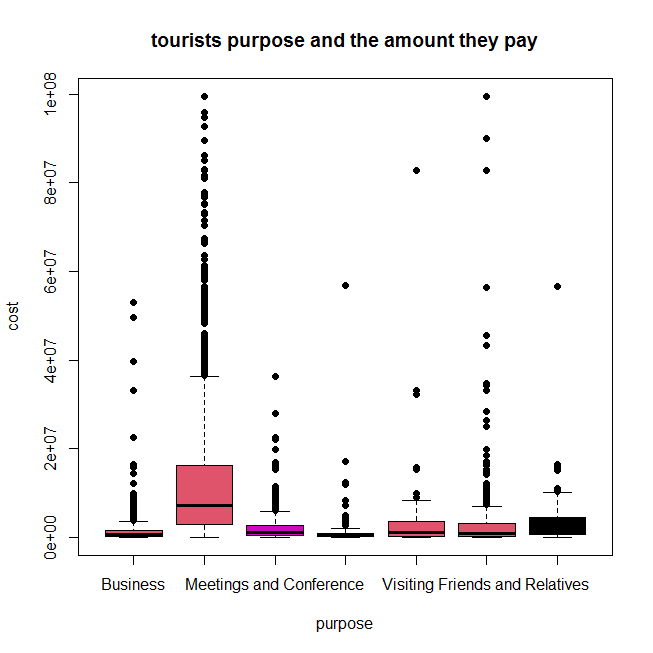 tourists purpose and the amount they pay
1e+08
8e+07
6e+07
4e+07
2e+07
0e+00
cost
Business Meetings and Conference Visiting Friends and Relatives
purpose